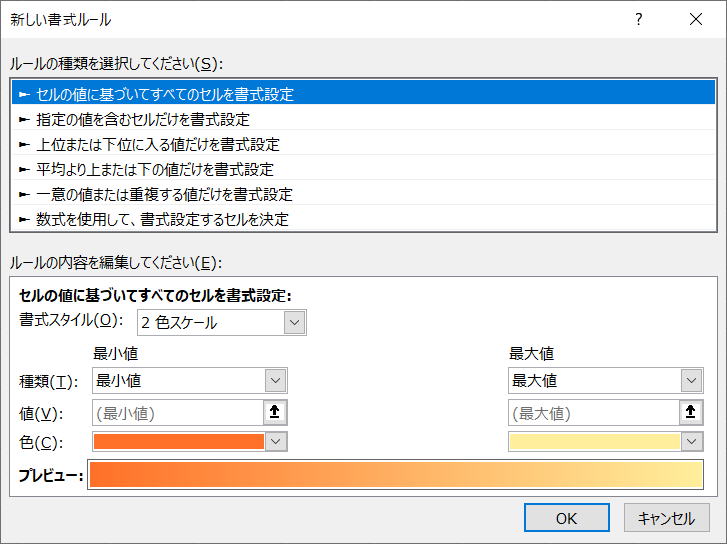 新しい書式ルール
ルールの種類を選択してください(S):
► セルの値に基づいてすべてのセルを書式設定
► 指定の値を含むセルだけを書式設定
► 上位または下位に入る値だけを書式設定
► 平均より上または下の値だけを書式設定
► 一意の値または重複する値だけを書式設定
► 数式を使用して、書式設定するセルを決定
ルールの内容を編集してください(E):
セルの値に基づいてすべてのセルを書式設定:
書式スタイル(O): 2 色スケール
最小値 最大値
種類(T): 最小値 最大値
値(V): (最小値) (最大値)
色(C):
プレビュー:
OK キャンセル